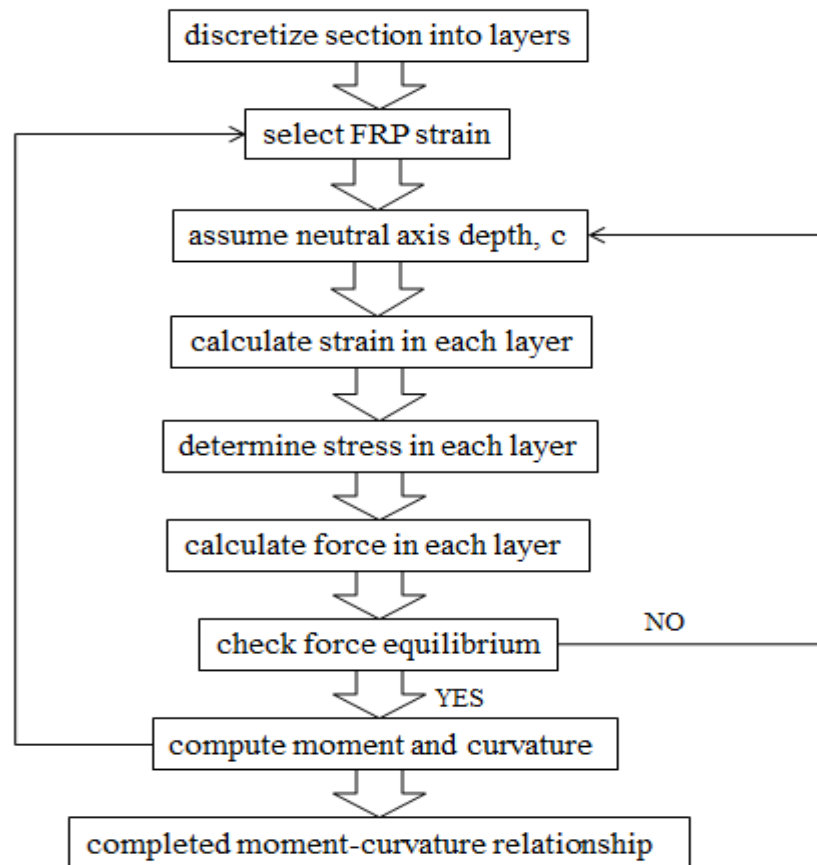 discretize section into layers
select FRP strain
assume neutral axis depth, c
calculate strain in each layer
determine stress in each layer
calculate force in each layer
check force equilibrium
NO
YES
compute moment and curvature
completed moment-curvature relationship